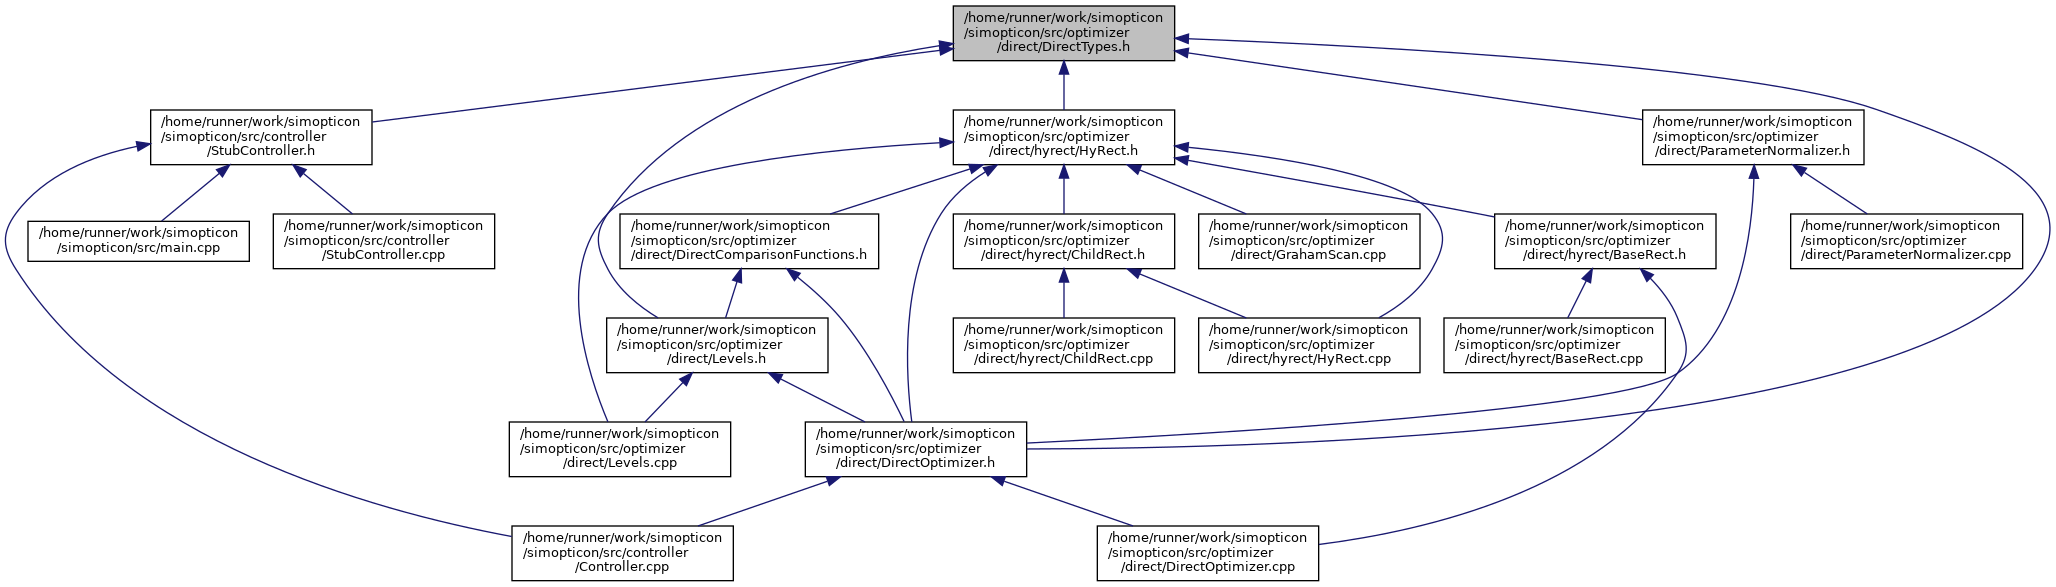 /home/runner/work/simopticon
/simopticon/src/optimizer
/direct/DirectTypes.h
/home/runner/work/simopticon
/simopticon/src/controller
/StubController.h
/home/runner/work/simopticon
/simopticon/src/optimizer
/direct/hyrect/HyRect.h
/home/runner/work/simopticon
/simopticon/src/optimizer
/direct/ParameterNormalizer.h
/home/runner/work/simopticon
/simopticon/src/main.cpp
/home/runner/work/simopticon
/simopticon/src/controller
/StubController.cpp
/home/runner/work/simopticon
/simopticon/src/optimizer
/direct/DirectComparisonFunctions.h
/home/runner/work/simopticon
/simopticon/src/optimizer
/direct/hyrect/ChildRect.h
/home/runner/work/simopticon
/simopticon/src/optimizer
/direct/GrahamScan.cpp
/home/runner/work/simopticon
/simopticon/src/optimizer
/direct/hyrect/BaseRect.h
/home/runner/work/simopticon
/simopticon/src/optimizer
/direct/ParameterNormalizer.cpp
/home/runner/work/simopticon
/simopticon/src/optimizer
/direct/Levels.h
/home/runner/work/simopticon
/simopticon/src/optimizer
/direct/hyrect/ChildRect.cpp
/home/runner/work/simopticon
/simopticon/src/optimizer
/direct/hyrect/HyRect.cpp
/home/runner/work/simopticon
/simopticon/src/optimizer
/direct/hyrect/BaseRect.cpp
/home/runner/work/simopticon
/simopticon/src/optimizer
/direct/Levels.cpp
/home/runner/work/simopticon
/simopticon/src/optimizer
/direct/DirectOptimizer.h
/home/runner/work/simopticon
/simopticon/src/controller
/Controller.cpp
/home/runner/work/simopticon
/simopticon/src/optimizer
/direct/DirectOptimizer.cpp